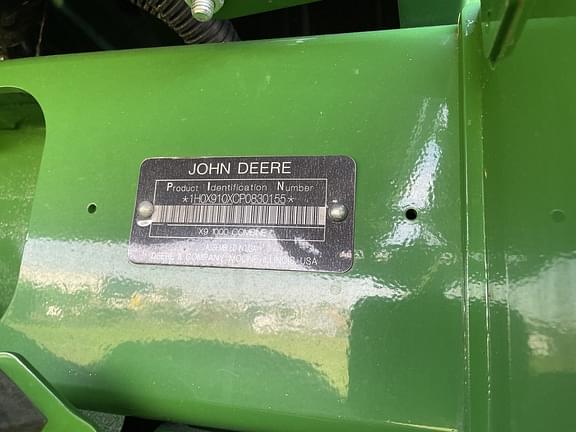 JOHN DEERE
Product Identification Number
*1H0X910XCP0830155*
X9 1000 COMBINE
DEERE & COMPANY MOLINE, ILLINOIS USA